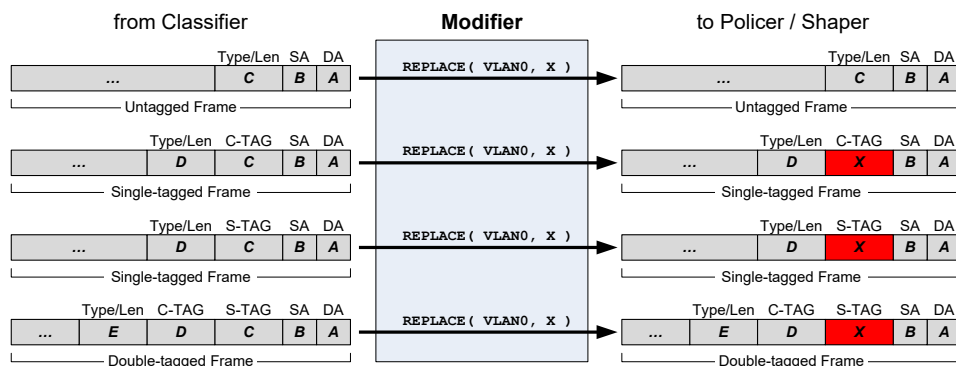 from Classifier Modifier to Policer / Shaper
Type/Len SA DA REPLACE( VLAN0, X ) Type/Len SA DA
... C B A ... C B A
Untagged Frame Untagged Frame
Type/Len C-TAG SA DA REPLACE( VLAN0, X ) Type/Len C-TAG SA DA
... D C B A ... D X B A
Single-tagged Frame Single-tagged Frame
Type/Len S-TAG SA DA REPLACE( VLAN0, X ) Type/Len S-TAG SA DA
... D C B A ... D X B A
Single-tagged Frame Single-tagged Frame
Type/Len C-TAG S-TAG SA DA REPLACE( VLAN0, X ) Type/Len C-TAG S-TAG SA DA
... E D C B A ... E D X B A
Double-tagged Frame Double-tagged Frame